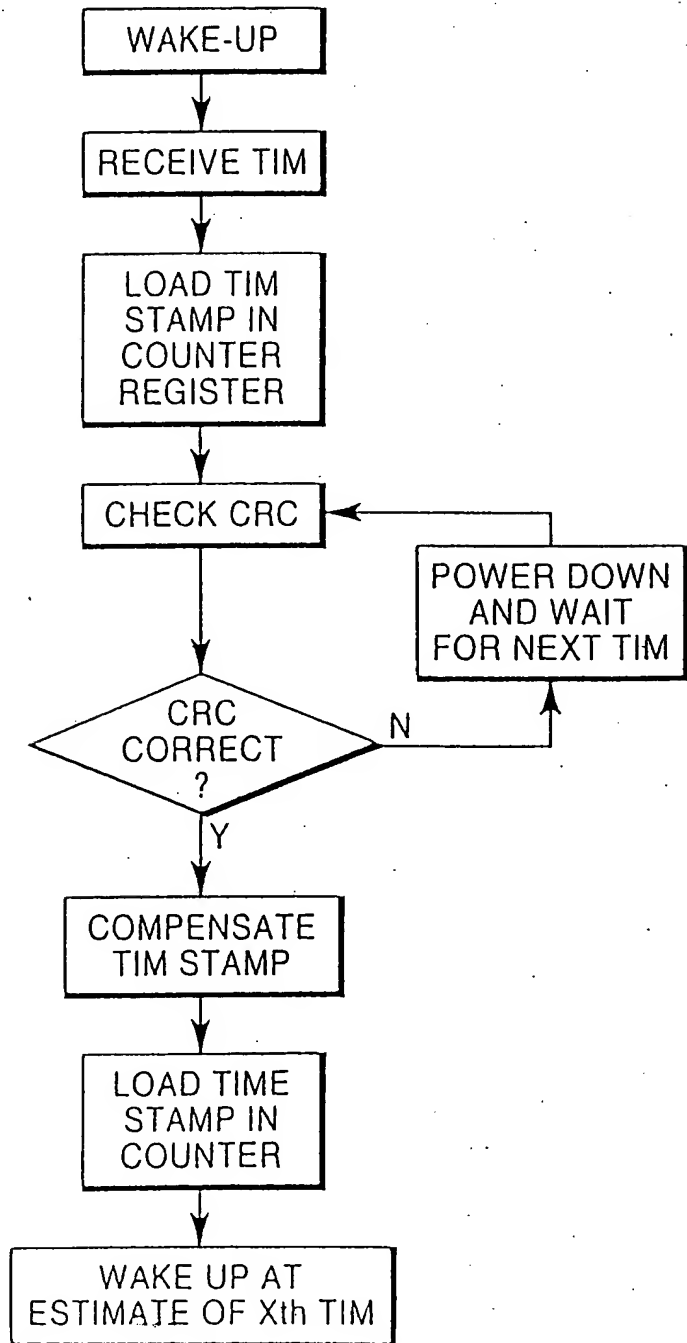 WAKE-UP
RECEIVE TIM
LOAD TIM
STAMP IN
COUNTER
REGISTER
CHECK CRC
POWER DOWN
AND WAIT
FOR NEXT TIM
CRC
CORRECT
?
N
Y
COMPENSATE
TIM STAMP
LOAD TIME
STAMP IN
COUNTER
WAKE UP AT
ESTIMATE OF Xth TIM